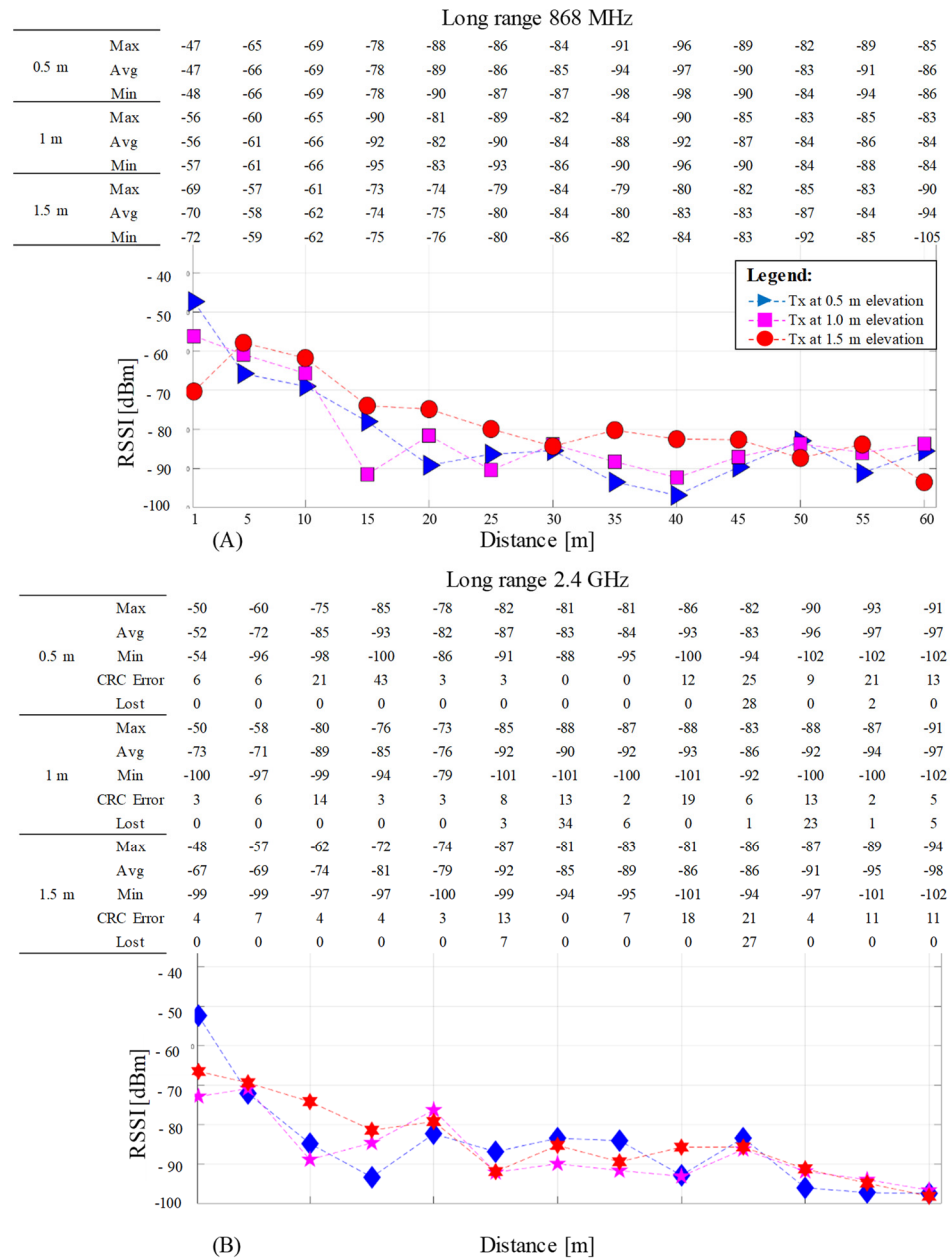 Long range 868 MHz
Max -47 -65 -69 -78 -88 -86 -84 -91 -96 -89 -82 -89 -85
0.5 m Avg -47 -66 -69 -78 -89 -86 -85 -94 -97 -90 -83 -91 -86
Min -48 -66 -69 -78 -90 -87 -87 -98 -98 -90 -84 -94 -86
Max -56 -60 -65 -90 -81 -89 -82 -84 -90 -85 -83 -85 -83
1 m Avg -56 -61 -66 -92 -82 -90 -84 -88 -92 -87 -84 -86 -84
Min -57 -61 -66 -95 -83 -93 -86 -90 -96 -90 -84 -88 -84
Max -69 -57 -61 -73 -74 -79 -84 -79 -80 -82 -85 -83 -90
1.5 m Avg -70 -58 -62 -74 -75 -80 -84 -80 -83 -83 -87 -84 -94
Min -72 -59 -62 -75 -76 -80 -86 -82 -84 -83 -92 -85 -105
- 40
- 50
- 60
- 70
- 80
- 90
-100
RSSI [dBm]
Legend:
Tx at 0.5 m elevation
Tx at 1.0 m elevation
Tx at 1.5 m elevation
1 5 10 15 20 25 30 35 40 45 50 55 60
(A) Distance [m]
Long range 2.4 GHz
Max -50 -60 -75 -85 -78 -82 -81 -81 -86 -82 -90 -93 -91
Avg -52 -72 -85 -93 -82 -87 -83 -84 -93 -83 -96 -97 -97
0.5 m Min -54 -96 -98 -100 -86 -91 -88 -95 -100 -94 -102 -102 -102
CRC Error 6 6 21 43 3 3 0 0 12 25 9 21 13
Lost 0 0 0 0 0 0 0 0 0 28 0 2 0
Max -50 -58 -80 -76 -73 -85 -88 -87 -88 -83 -88 -87 -91
Avg -73 -71 -89 -85 -76 -92 -90 -92 -93 -86 -92 -94 -97
1 m Min -100 -97 -99 -94 -79 -101 -101 -100 -101 -92 -100 -100 -102
CRC Error 3 6 14 3 3 8 13 2 19 6 13 2 5
Lost 0 0 0 0 0 3 34 6 0 1 23 1 5
Max -48 -57 -62 -72 -74 -87 -81 -83 -81 -86 -87 -89 -94
Avg -67 -69 -74 -81 -79 -92 -85 -89 -86 -86 -91 -95 -98
1.5 m Min -99 -99 -97 -97 -100 -99 -94 -95 -101 -94 -97 -101 -102
CRC Error 4 7 4 4 3 13 0 7 18 21 4 11 11
Lost 0 0 0 0 0 7 0 0 0 27 0 0 0
- 40
- 50
- 60
- 70
- 80
- 90
-100
RSSI [dBm]
(B) Distance [m]